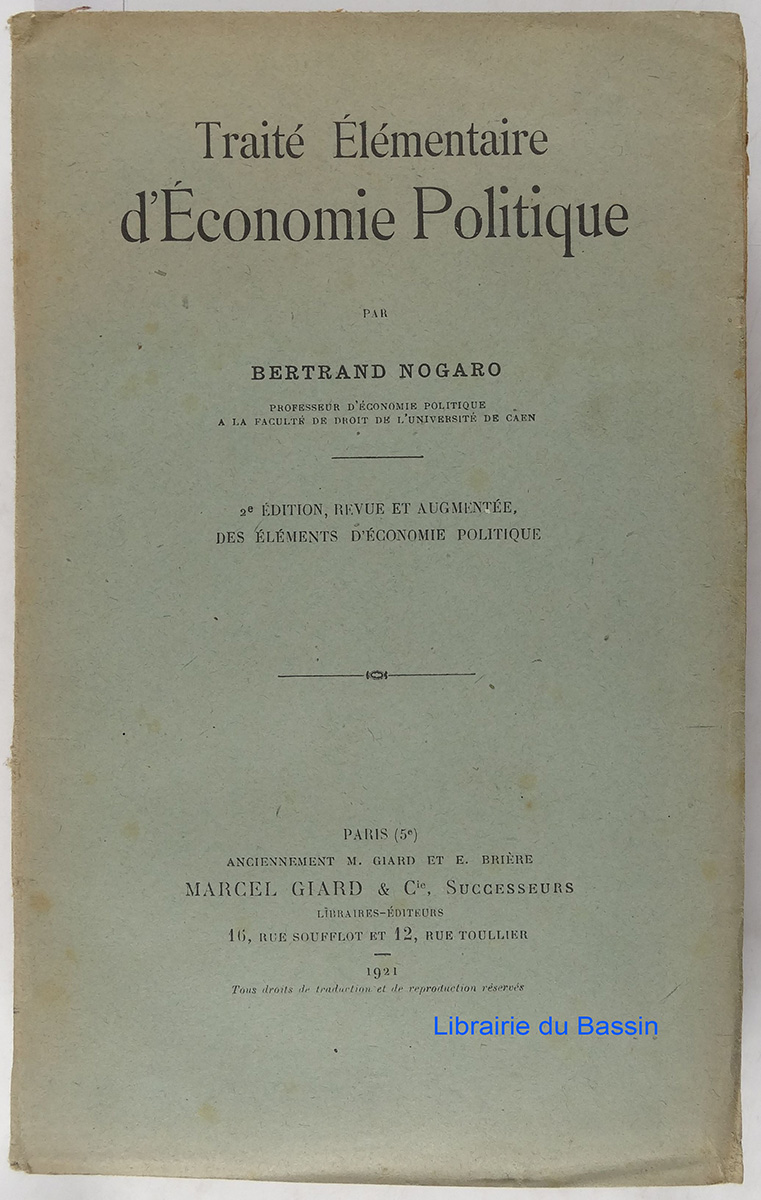 Traité Élémentaire
d'Économie Politique
PAR
BERTRAND NOGARO
PROFESSEUR D'ÉCONOMIE POLITIQUE
A LA FACULTÉ DE DROIT DE L'UNIVERSITÉ DE CAEN
2e ÉDITION, REVUE ET AUGMENTÉE,
DES ÉLÉMENTS D'ÉCONOMIE POLITIQUE
PARIS (5e)
ANCIENNEMENT M. GIARD ET E. BRIÈRE
MARCEL GIARD & Cie, SUCCESSEURS
LIBRAIRES-ÉDITEURS
16, RUE SOUFFLOT ET 12, RUE TOULLIER
1921
Tous droits de traduction et de reproduction réservés
Librairie du Bassin